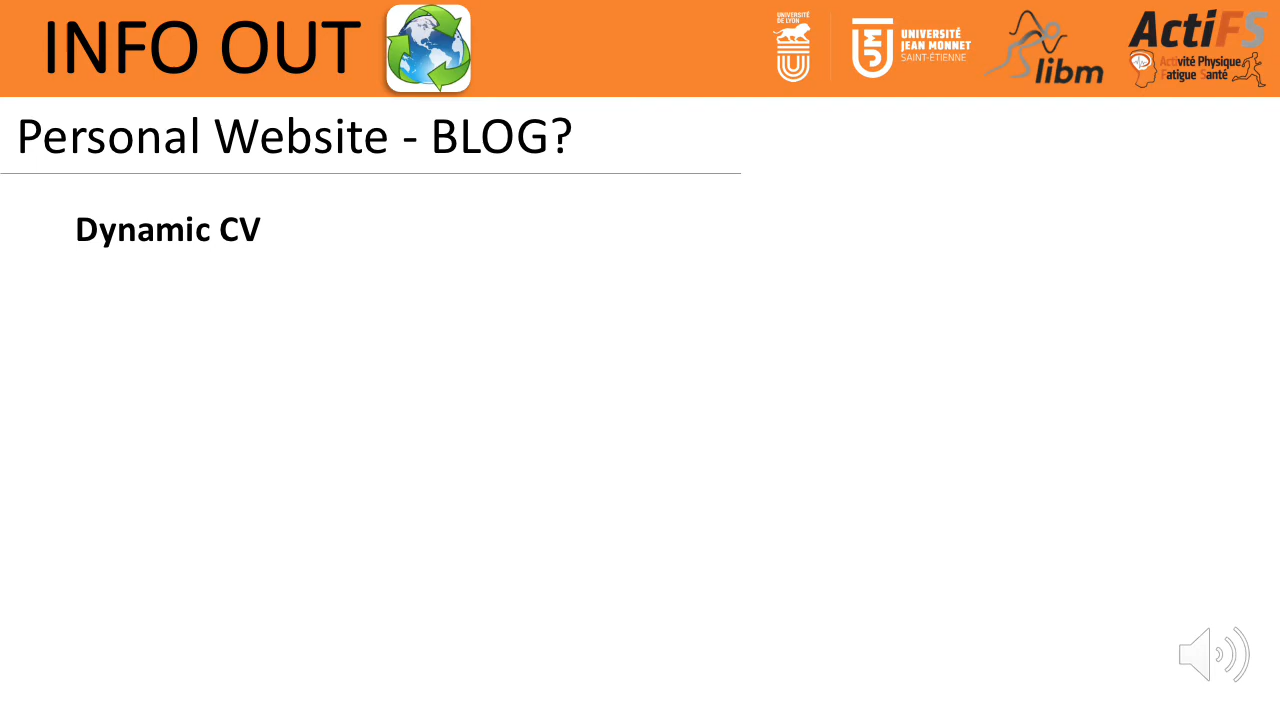 INFO OUT
UNIVERSITÉ
DE LYON
UNIVERSITÉ
JEAN MONNET
SAINT-ÉTIENNE
libm
ActiFS
Activité Physique
Fatigue Santé
Personal Website - BLOG?
Dynamic CV